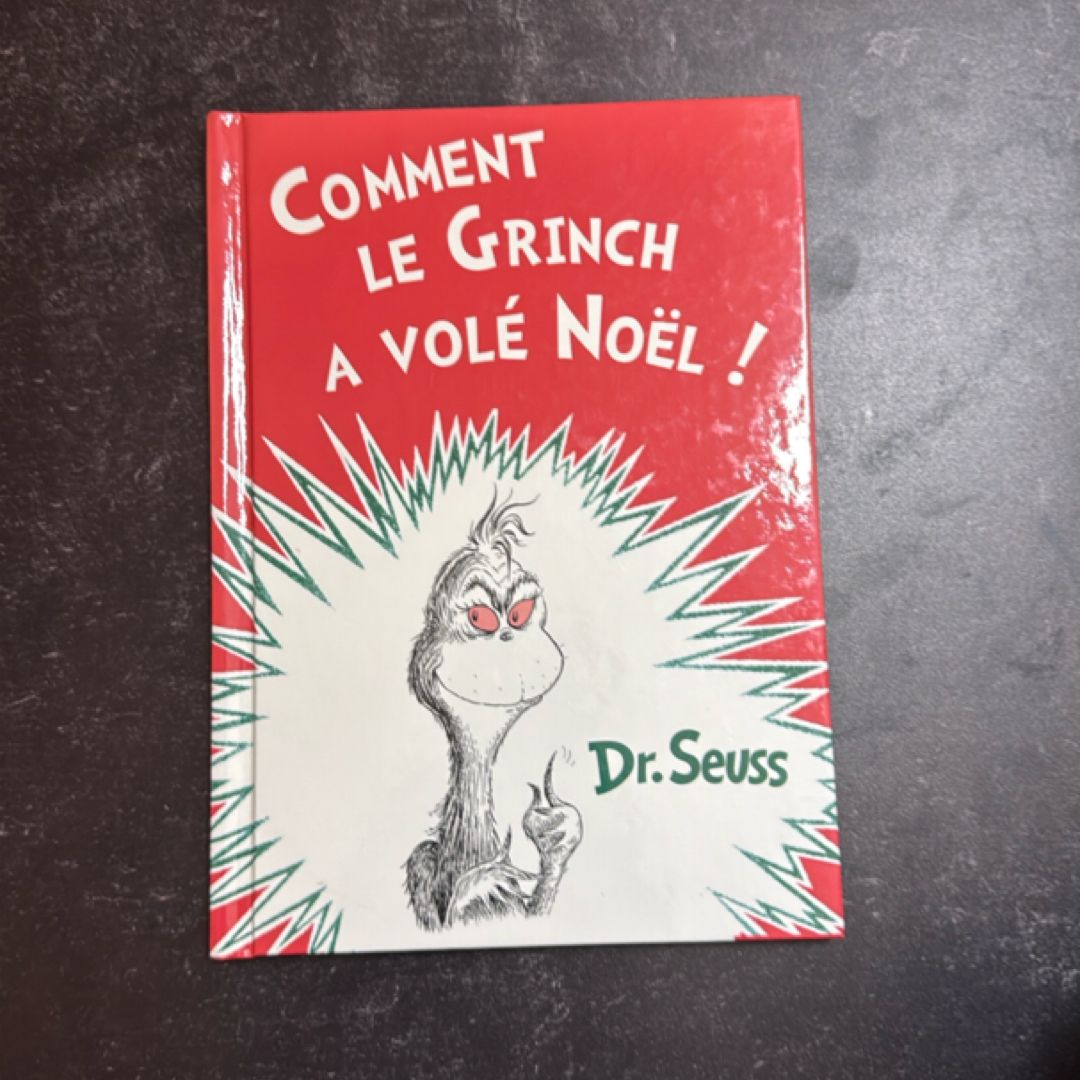 COMMENT
LE GRINCH
A VOLÉ NOËL !
Dr. Seuss